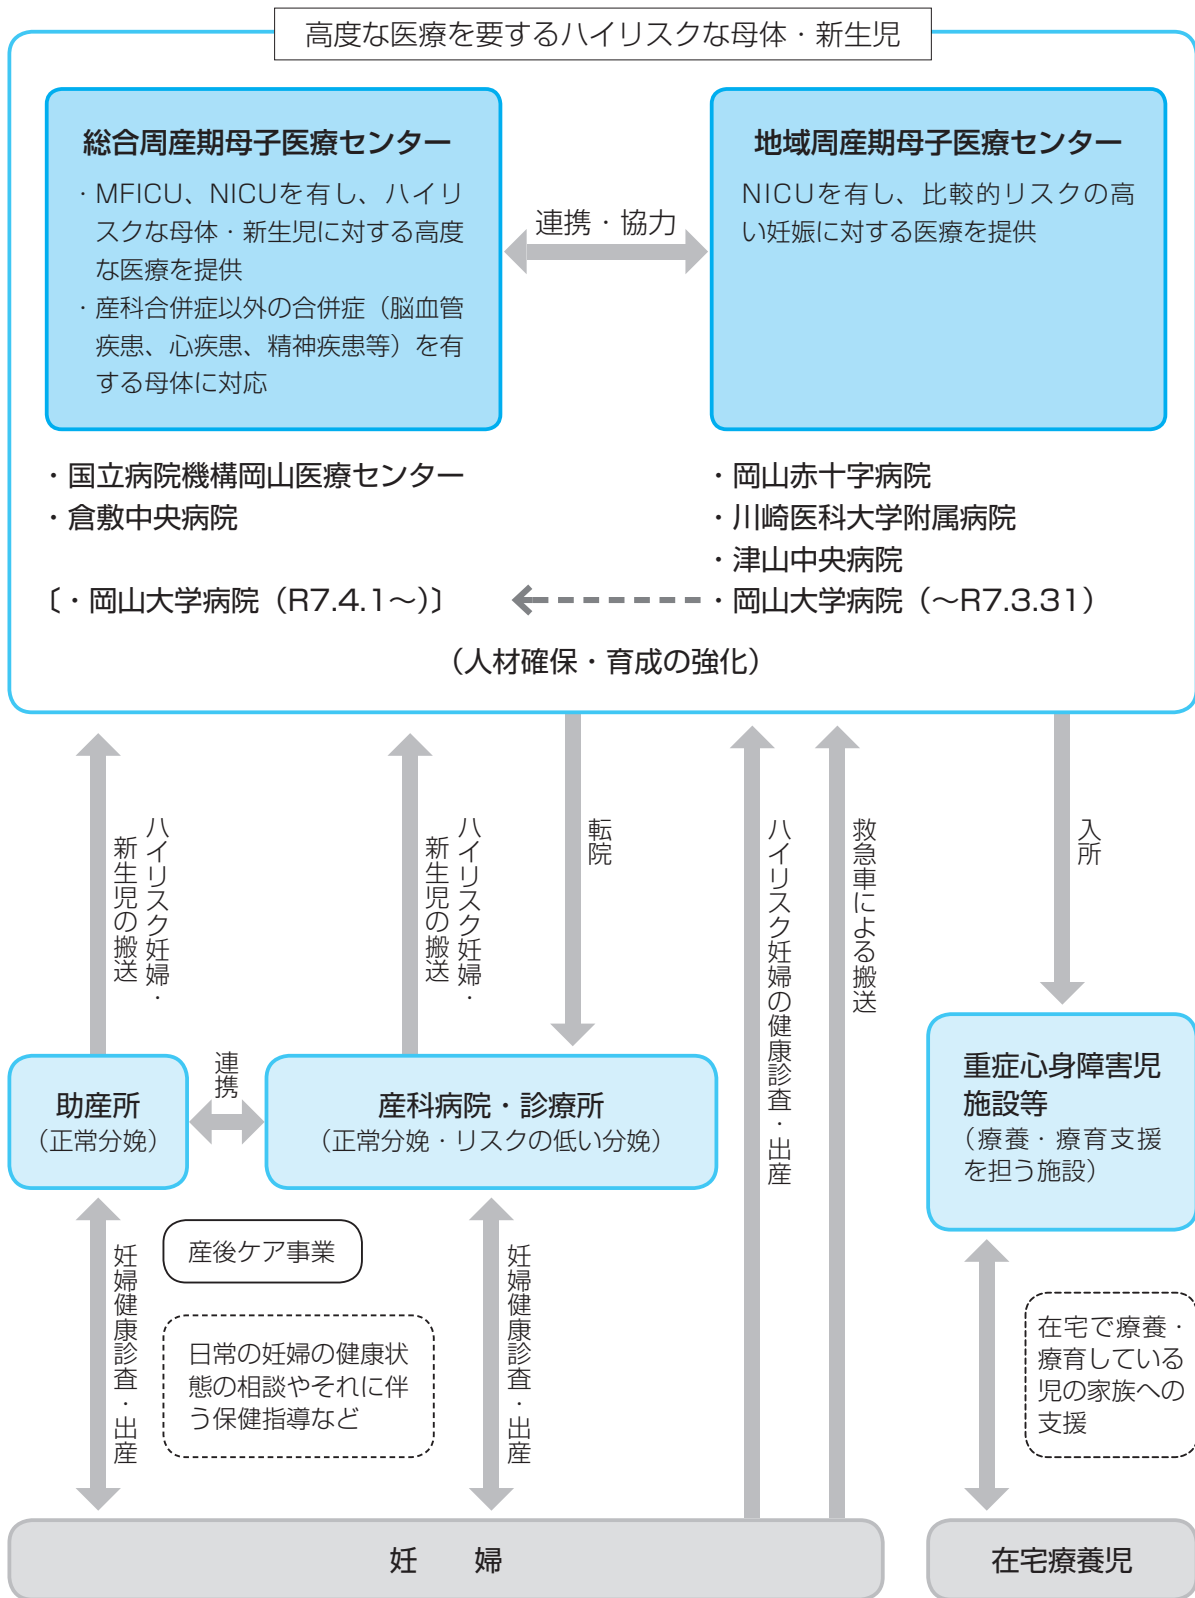 高度な医療を要するハイリスクな母体・新生児
総合周産期母子医療センター
・MFICU、NICUを有し、ハイリ
スクな母体・新生児に対する高度
な医療を提供
・産科合併症以外の合併症（脳血管
疾患、心疾患、精神疾患等）を有
する母体に対応
連携・協力
地域周産期母子医療センター
NICUを有し、比較的リスクの高
い妊娠に対する医療を提供
・国立病院機構岡山医療センター
・倉敷中央病院
〔・岡山大学病院（R7.4.1～）〕
・岡山赤十字病院
・川崎医科大学附属病院
・津山中央病院
・岡山大学病院（～R7.3.31）
（人材確保・育成の強化）
ハイリスク妊婦・
新生児の搬送
ハイリスク妊婦・
新生児の搬送
転院
ハイリスク妊婦の健康診査・出産
救急車による搬送
入所
助産所
（正常分娩）
連携
産科病院・診療所
（正常分娩・リスクの低い分娩）
重症心身障害児
施設等
（療養・療育支援
を担う施設）
妊婦健康診査・出産
産後ケア事業
日常の妊婦の健康状
態の相談やそれに伴
う保健指導など
妊婦健康診査・出産
在宅で療養・
療育している
児の家族への
支援
妊　婦
在宅療養児